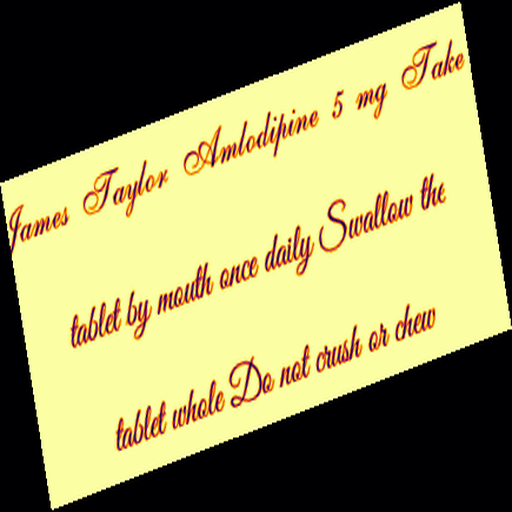 James Taylor Amlodipine 5 mg Take
tablet by mouth once daily Swallow the
tablet whole Do not crush or chew